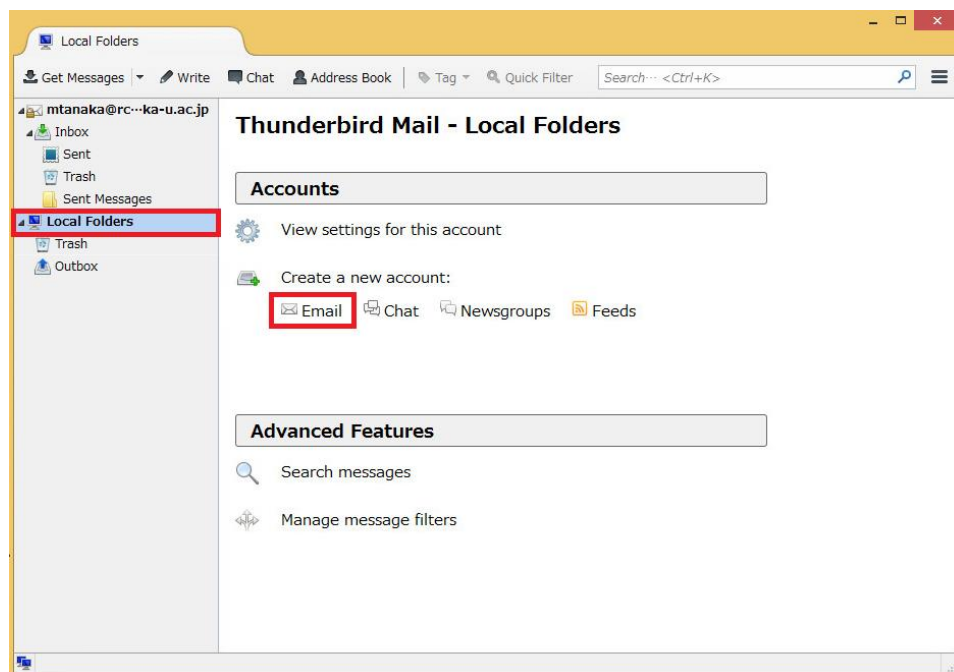 Local Folders
Get Messages Write Chat Address Book Tag Quick Filter Search··· <Ctrl+K>
mtanaka@rc···ka-u.ac.jp
Inbox
Sent
Trash
Sent Messages
Local Folders
Trash
Outbox
Thunderbird Mail - Local Folders
Accounts
View settings for this account
Create a new account:
Email Chat Newsgroups Feeds
Advanced Features
Search messages
Manage message filters